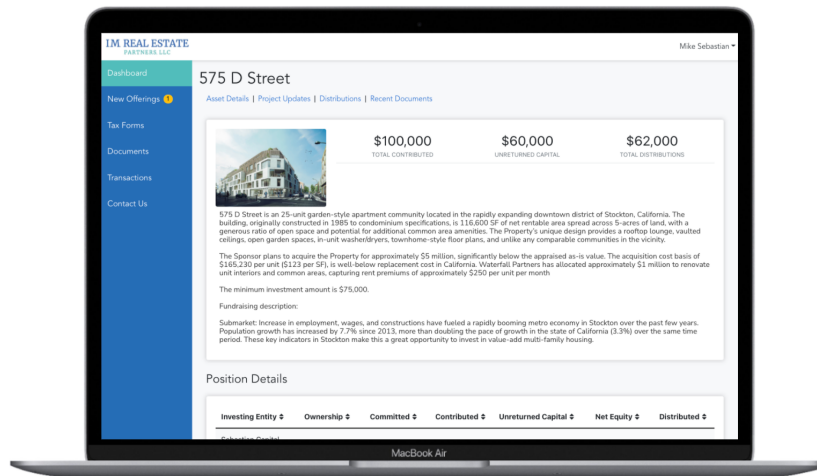 I.M REAL ESTATE
PARTNERS LLC
Mike Sebastian
Dashboard
New Offerings 1
Tax Forms
Documents
Transactions
Contact Us
575 D Street
Asset Details | Project Updates | Distributions | Recent Documents
$100,000
TOTAL CONTRIBUTED
$60,000
UNRETURNED CAPITAL
$62,000
TOTAL DISTRIBUTIONS
575 D Street is an 25-unit garden-style apartment community located in the rapidly expanding downtown district of Stockton, California. The
building, originally constructed in 1985 to condominium specifications, is 116,600 SF of net rentable area spread across 5-acres of land, with a
generous ratio of open space and potential for additional common area amenities. The Property's unique design provides a rooftop lounge, vaulted
ceilings, open garden spaces, in-unit washer/dryers, townhome-style floor plans, and unlike any comparable communities in the vicinity.
The Sponsor plans to acquire the Property for approximately $5 million, significantly below the appraised as-is value. The acquisition cost basis of
$165,230 per unit ($123 per SF), is well-below replacement cost in California. Waterfall Partners has allocated approximately $1 million to renovate
unit interiors and common areas, capturing rent premiums of approximately $250 per unit per month
The minimum investment amount is $75,000.
Fundraising description:
Submarket: Increase in employment, wages, and constructions have fueled a rapidly booming metro economy in Stockton over the past few years.
Population growth has increased by 7.7% since 2013, more than doubling the pace of growth in the state of California (3.3%) over the same time
period. These key indicators in Stockton make this a great opportunity to invest in value-add multi-family housing.
Position Details
Investing Entity Ownership Committed Contributed Unreturned Capital Net Equity Distributed
Sebastian Capital
MacBook Air